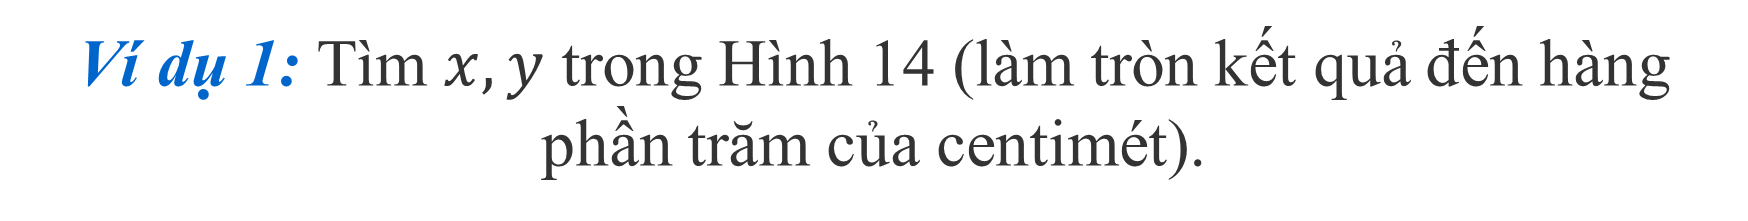 Ví dụ 1: Tìm x, y trong Hình 14 (làm tròn kết quả đến hàng
phần trăm của centimét).